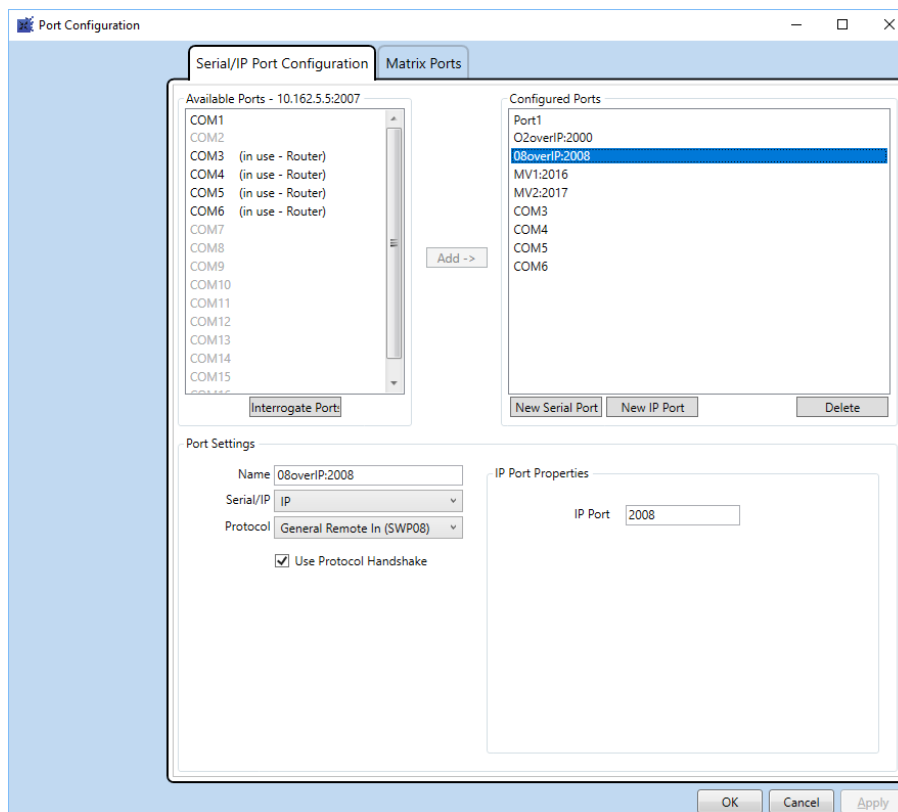 Port Configuration
Serial/IP Port Configuration
Matrix Ports
Available Ports - 10.162.5.5:2007
COM1
COM2
COM3 (in use - Router)
COM4 (in use - Router)
COM5 (in use - Router)
COM6 (in use - Router)
COM7
COM8
COM9
COM10
COM11
COM12
COM13
COM14
COM15
Interrogate Ports
Add ->
Configured Ports
Port1
O2overIP:2000
08overIP:2008
MV1:2016
MV2:2017
COM3
COM4
COM5
COM6
New Serial Port
New IP Port
Delete
Port Settings
Name 08overIP:2008
Serial/IP IP
Protocol General Remote In (SWP08)
Use Protocol Handshake
IP Port Properties
IP Port 2008
OK
Cancel
Apply